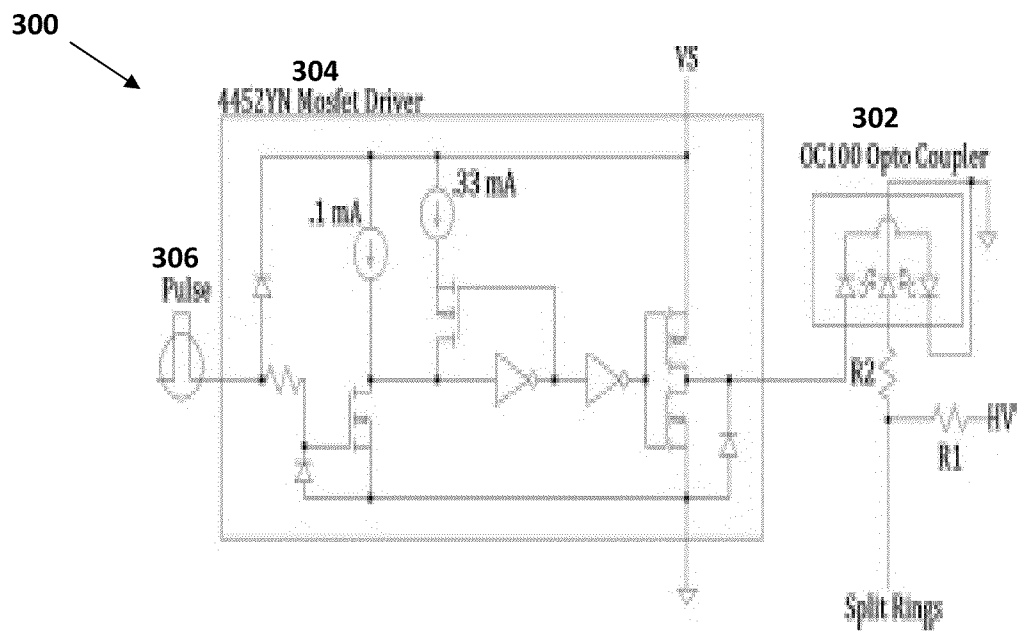 300
304
4452YN Mosfet Driver
VS
302
OC100 Opto Coupler
.33 mA
.1 mA
306
Pulse
R2
HV
R1
Split Rings